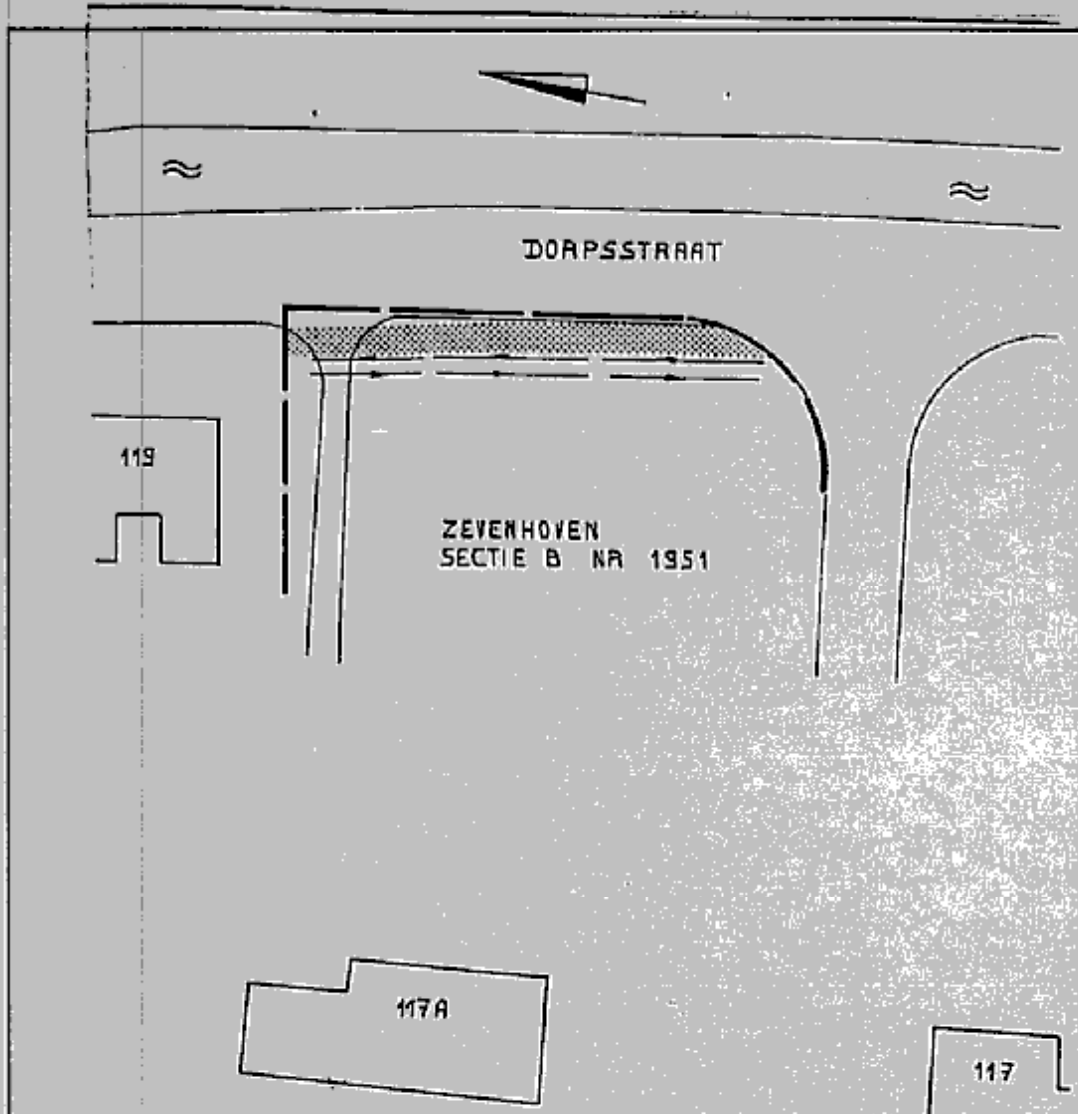 DORPSSTRAAT
119
ZEVENHOVEN
SECTIE B NR 1951
117A
117